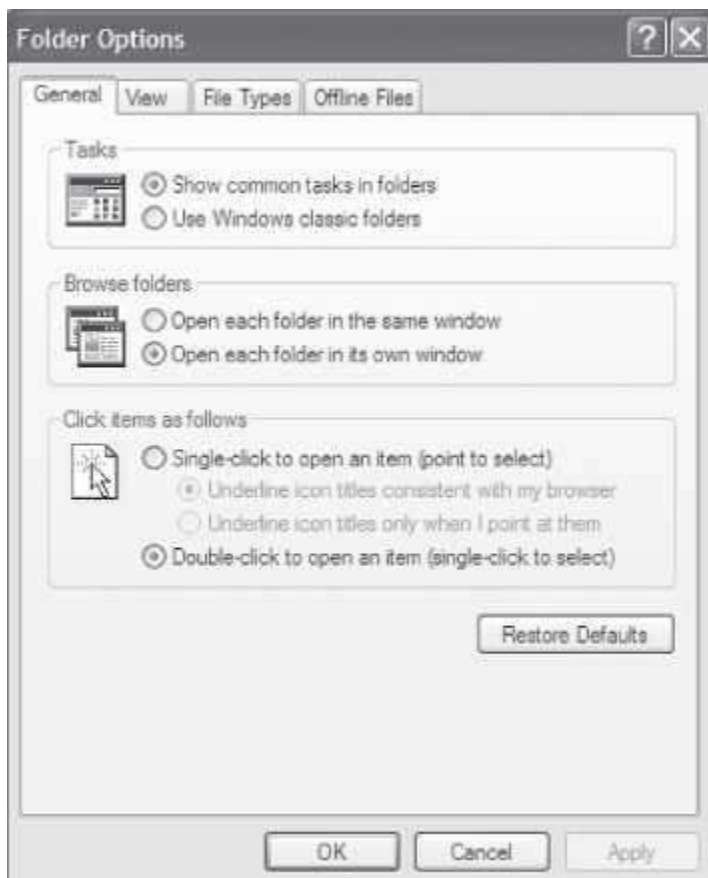 Folder Options
General View File Types Offline Files
Tasks
Show common tasks in folders
Use Windows classic folders
Browse folders
Open each folder in the same window
Open each folder in its own window
Click items as follows
Single-click to open an item (point to select)
Underline icon titles consistent with my browser
Underline icon titles only when I point at them
Double-click to open an item (single-click to select)
Restore Defaults
OK Cancel Apply